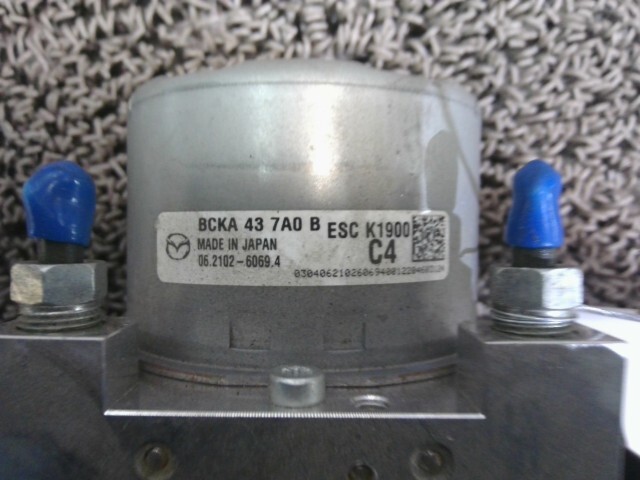 BCKA 43 7A0 B ESC K1900
MADE IN JAPAN C4
06.2102-6069.4